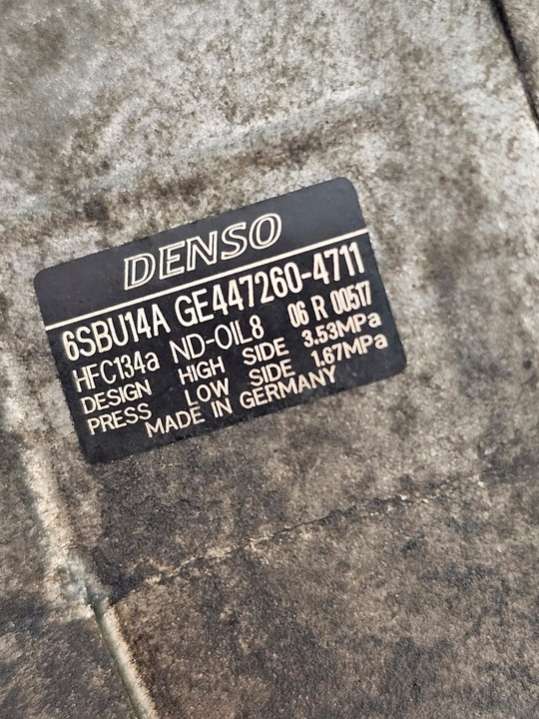 DENSO
6SBU14A GE447260-4711
HFC134a ND-OIL8 06 R 00517
DESIGN HIGH SIDE 3.53MPa
PRESS LOW SIDE 1.67MPa
MADE IN GERMANY